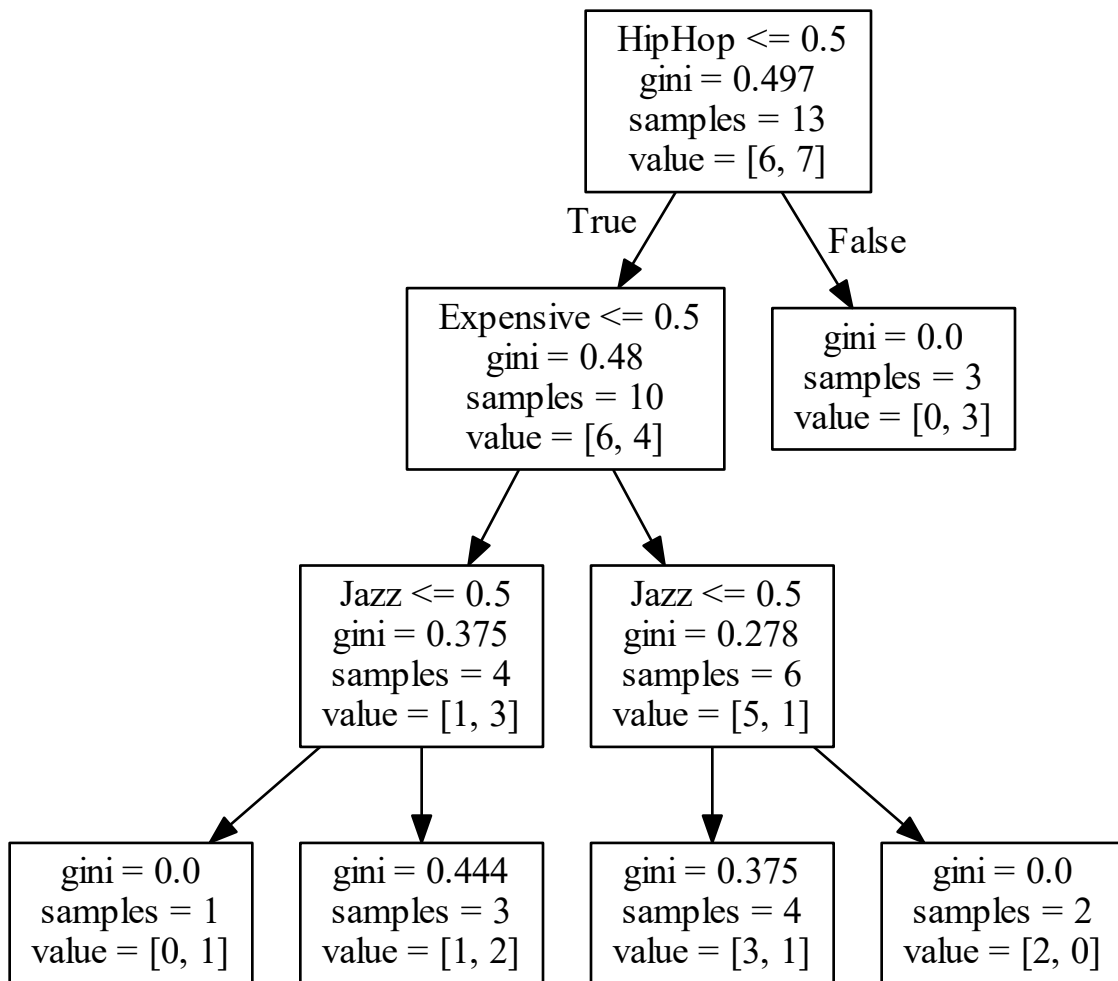 HipHop <= 0.5
gini = 0.497
samples = 13
value = [6, 7]
True
False
Expensive <= 0.5
gini = 0.48
samples = 10
value = [6, 4]
gini = 0.0
samples = 3
value = [0, 3]
Jazz <= 0.5
gini = 0.375
samples = 4
value = [1, 3]
Jazz <= 0.5
gini = 0.278
samples = 6
value = [5, 1]
gini = 0.0
samples = 1
value = [0, 1]
gini = 0.444
samples = 3
value = [1, 2]
gini = 0.375
samples = 4
value = [3, 1]
gini = 0.0
samples = 2
value = [2, 0]